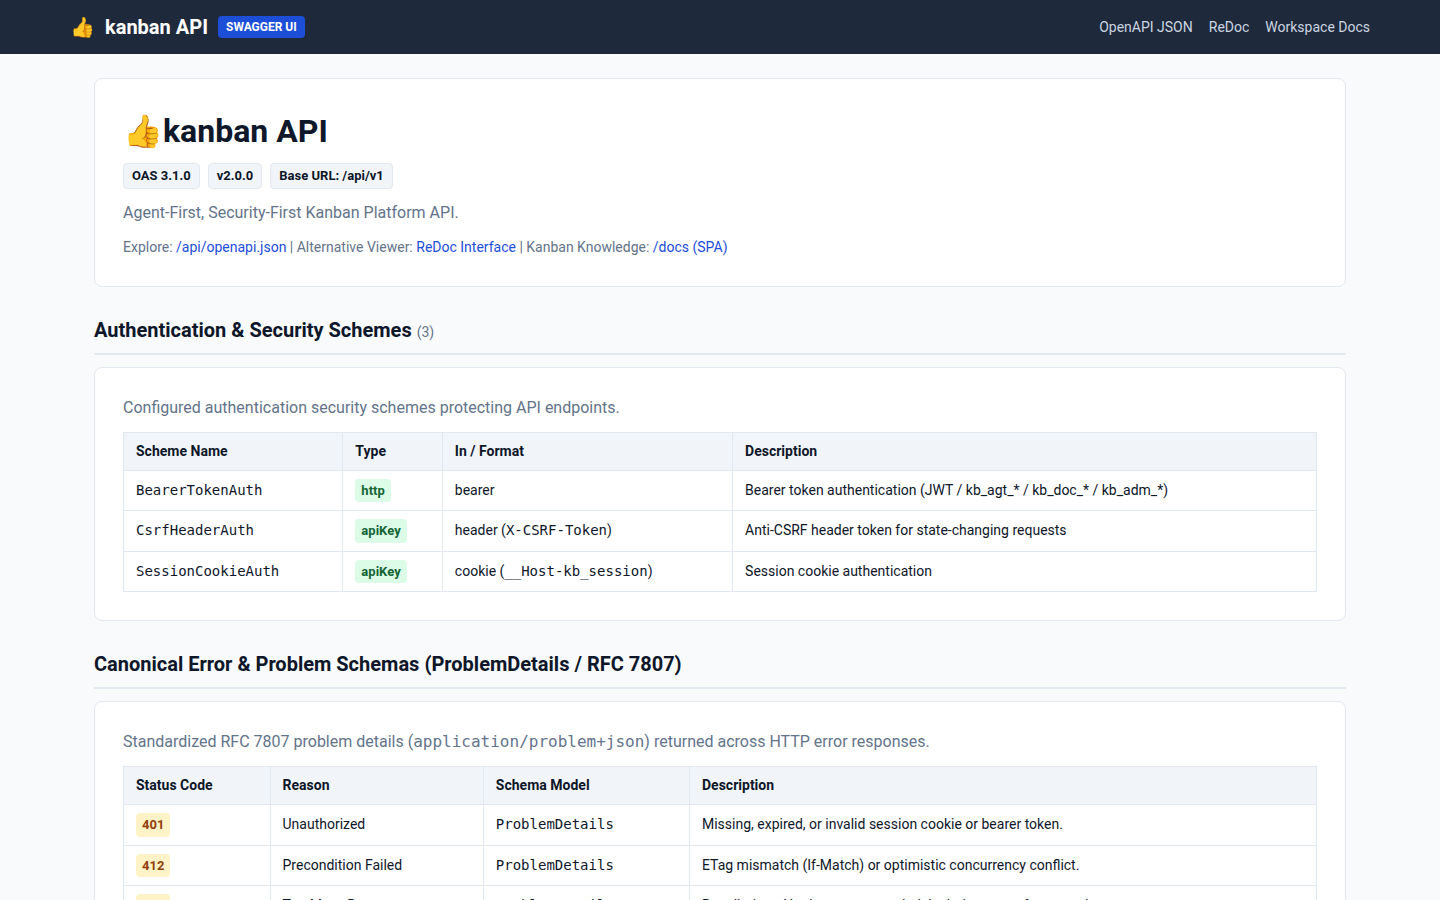 👍 kanban API SWAGGER UI OpenAPI JSON ReDoc Workspace Docs
👍kanban API
OAS 3.1.0 v2.0.0 Base URL: /api/v1
Agent-First, Security-First Kanban Platform API.
Explore: /api/openapi.json | Alternative Viewer: ReDoc Interface | Kanban Knowledge: /docs (SPA)
Authentication & Security Schemes (3)
Configured authentication security schemes protecting API endpoints.
Scheme Name Type In / Format Description
BearerTokenAuth http bearer Bearer token authentication (JWT / kb_agt_* / kb_doc_* / kb_adm_*)
CsrfHeaderAuth apiKey header (X-CSRF-Token) Anti-CSRF header token for state-changing requests
SessionCookieAuth apiKey cookie (__Host-kb_session) Session cookie authentication
Canonical Error & Problem Schemas (ProblemDetails / RFC 7807)
Standardized RFC 7807 problem details (application/problem+json) returned across HTTP error responses.
Status Code Reason Schema Model Description
401 Unauthorized ProblemDetails Missing, expired, or invalid session cookie or bearer token.
412 Precondition Failed ProblemDetails ETag mismatch (If-Match) or optimistic concurrency conflict.